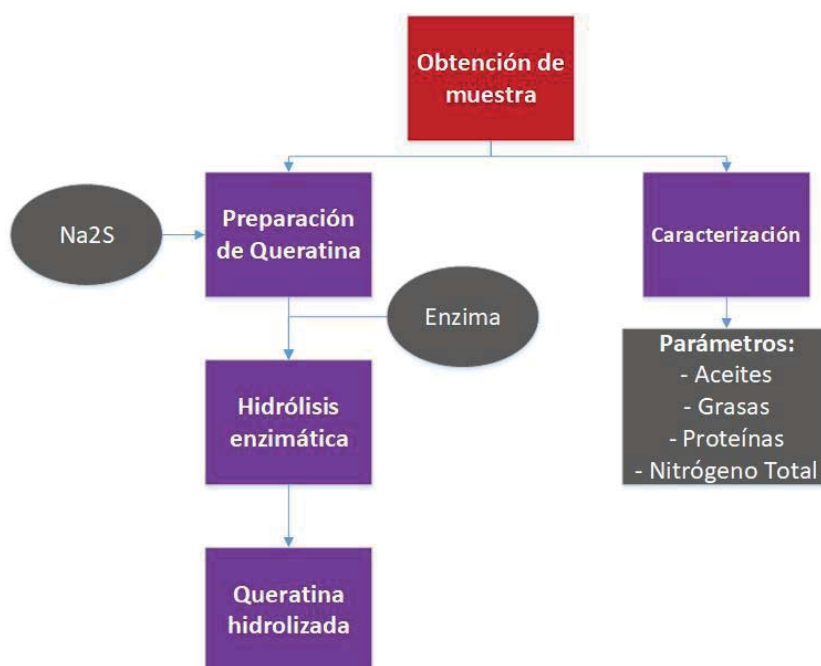 Obtención de
muestra
Preparación
de Queratina
Na2S
Caracterización
Enzima
Parámetros:
- Aceites
- Grasas
- Proteínas
- Nitrógeno Total
Hidrólisis
enzimática
Queratina
hidrolizada